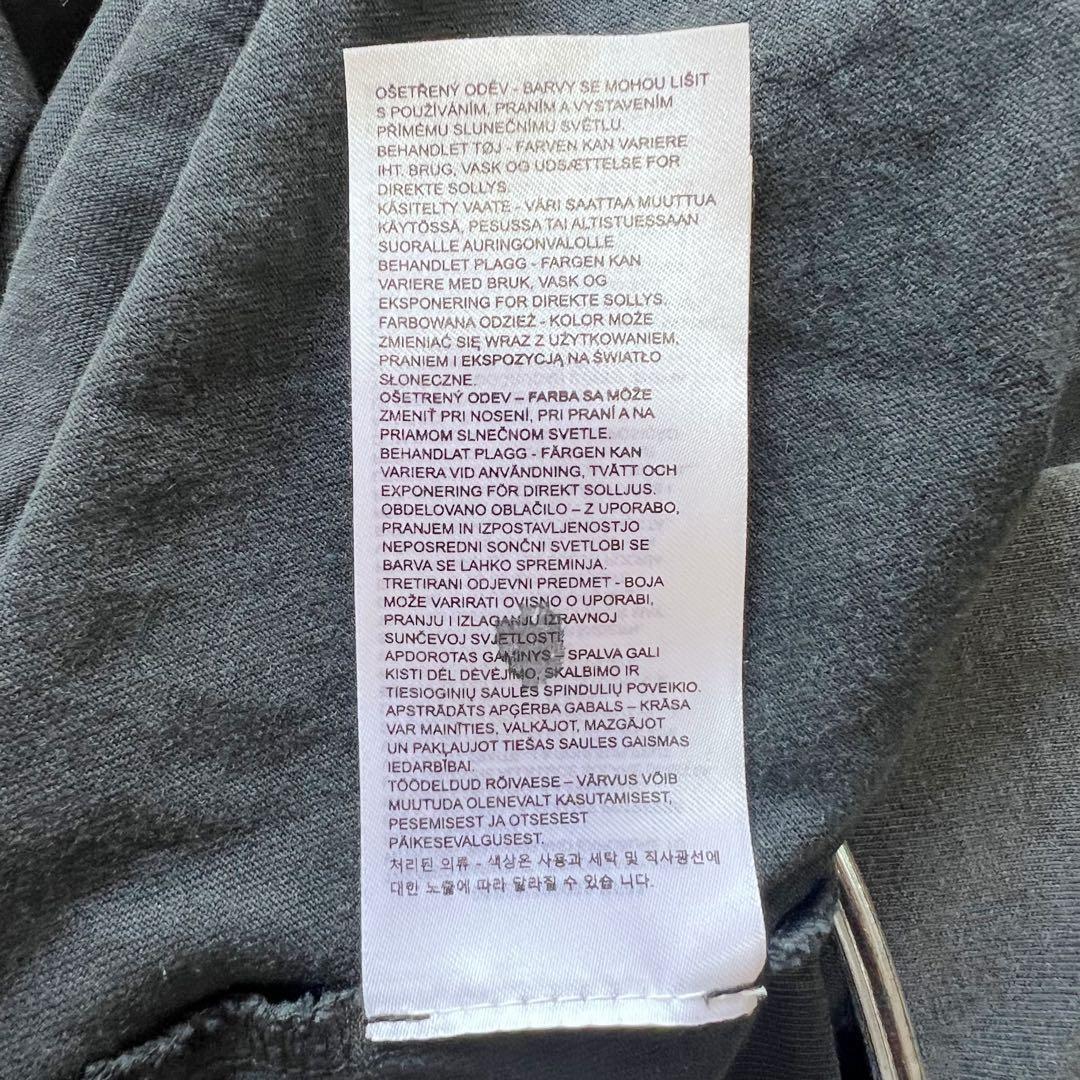 OŠETŘENÝ ODĚV - BARVY SE MOHOU LIŠIT
S POUŽÍVÁNÍM, PRANÍM A VYSTAVENÍM
PŘÍMÉMU SLUNEČNÍMU SVĚTLU.
BEHANDLET TØJ - FARVEN KAN VARIERE
IHT. BRUG, VASK OG UDSÆTTELSE FOR
DIREKTE SOLLYS.
KÄSITELTY VAATE - VÄRI SAATTAA MUUTTUA
KÄYTÖSSÄ, PESUSSA TAI ALTISTUESSAAN
SUORALLE AURINGONVALOLLE
BEHANDLET PLAGG - FARGEN KAN
VARIERE MED BRUK, VASK OG
EKSPONERING FOR DIREKTE SOLLYS.
FARBOWANA ODZIEŻ - KOLOR MOŻE
ZMIENIAĆ SIĘ WRAZ Z UŻYTKOWANIEM,
PRANIEM I EKSPOZYCJĄ NA ŚWIATŁO
SŁONECZNE.
OŠETRENÝ ODEV – FARBA SA MÔŽE
ZMENIŤ PRI NOSENÍ, PRI PRANÍ A NA
PRIAMOM SLNEČNOM SVETLE.
BEHANDLAT PLAGG - FÄRGEN KAN
VARIERA VID ANVÄNDNING, TVÄTT OCH
EXPONERING FÖR DIREKT SOLLJUS.
OBDELOVANO OBLAČILO – Z UPORABO,
PRANJEM IN IZPOSTAVLJENOSTJO
NEPOSREDNI SONČNI SVETLOBI SE
BARVA SE LAHKO SPREMINJA.
TRETIRANI ODJEVNI PREDMET - BOJA
MOŽE VARIRATI OVISNO O UPORABI,
PRANJU I IZLAGANJU IZRAVNOJ
SUNČEVOJ SVJETLOSTI.
APDOROTAS GAMINYS – SPALVA GALI
KISTI DĖL DĖVĖJIMO, SKALBIMO IR
TIESIOGINIŲ SAULĖS SPINDULIŲ POVEIKIO.
APSTRĀDĀTS APĢĒRBA GABALS – KRĀSA
VAR MAINĪTIES, VALKĀJOT, MAZGĀJOT
UN PAKĻAUJOT TIEŠAS SAULES GAISMAS
IEDARBĪBAI.
TÖÖDELDUD RÕIVAESE – VÄRVUS VÕIB
MUUTUDA OLENEVALT KASUTAMISEST,
PESEMISEST JA OTSESEST
PÄIKESEVALGUSEST.
처리된 의류 - 색상은 사용과 세탁 및 직사광선에
대한 노출에 따라 달라질 수 있습 니다.